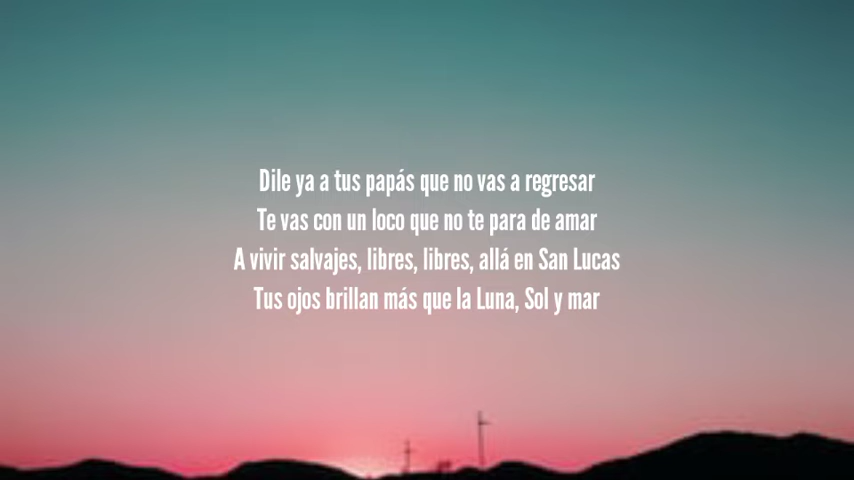 Dile ya a tus papás que no vas a regresar
Te vas con un loco que no te para de amar
A vivir salvajes, libres, libres, allá en San Lucas
Tus ojos brillan más que la Luna, Sol y mar